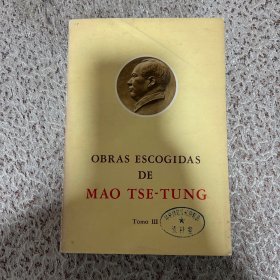 OBRAS ESCOGIDAS
DE
MAO TSE-TUNG
Tomo III